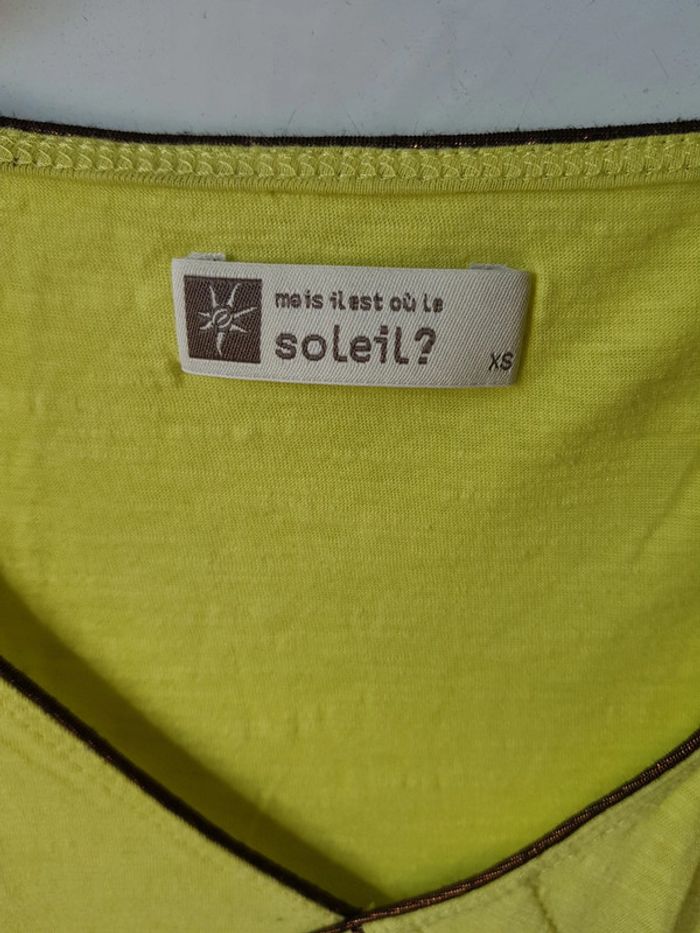 mais il est où le
soleil?
XS